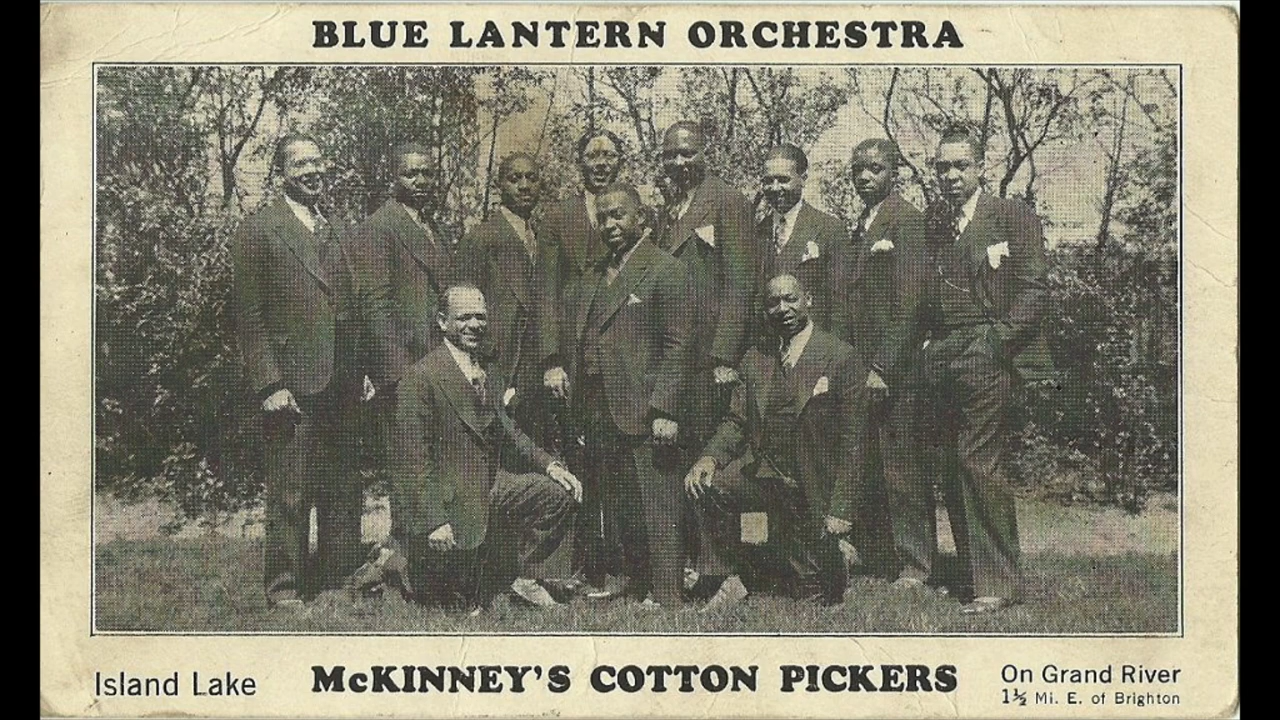 BLUE LANTERN ORCHESTRA
Island Lake
McKINNEY'S COTTON PICKERS
On Grand River
1½ Mi. E. of Brighton